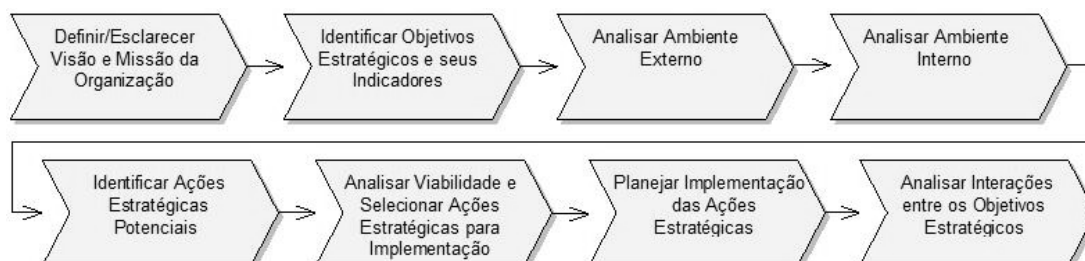 Definir/Esclarecer
Visão e Missão da
Organização
Identificar Objetivos
Estratégicos e seus
Indicadores
Analisar Ambiente
Externo
Analisar Ambiente
Interno
Identificar Ações
Estratégicas
Potenciais
Analisar Viabilidade e
Selecionar Ações
Estratégicas para
Implementação
Planejar Implementação
das Ações
Estratégicas
Analisar Interações
entre os Objetivos
Estratégicos